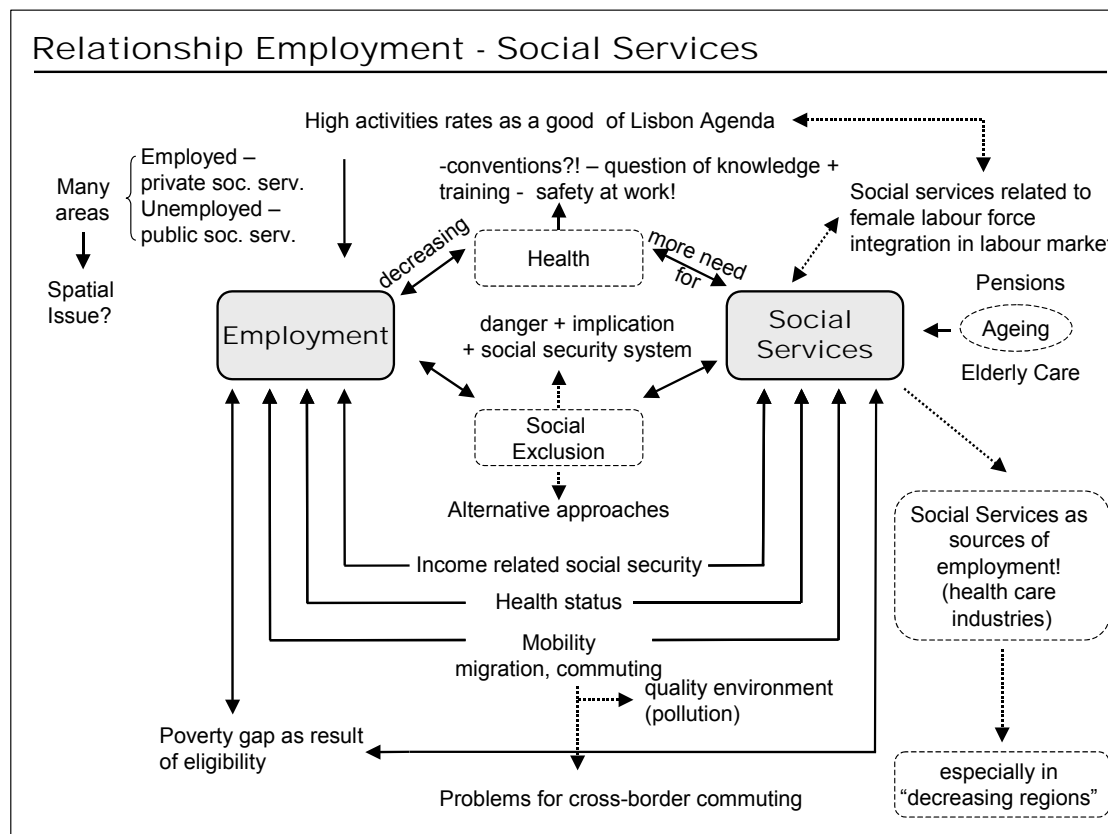 Relationship Employment - Social Services
High activities rates as a good of Lisbon Agenda
Many
areas
Employed –
private soc. serv.
Unemployed –
public soc. serv.
Spatial
Issue?
-conventions?! – question of knowledge +
training - safety at work!
Social services related to
female labour force
integration in labour market
decreasing
Health
more need
for
Employment
danger + implication
+ social security system
Social
Services
Pensions
Ageing
Elderly Care
Social
Exclusion
Alternative approaches
Social Services as
sources of
employment!
(health care
industries)
Income related social security
Health status
Mobility
migration, commuting
quality environment
(pollution)
Poverty gap as result
of eligibility
Problems for cross-border commuting
especially in
“decreasing regions”